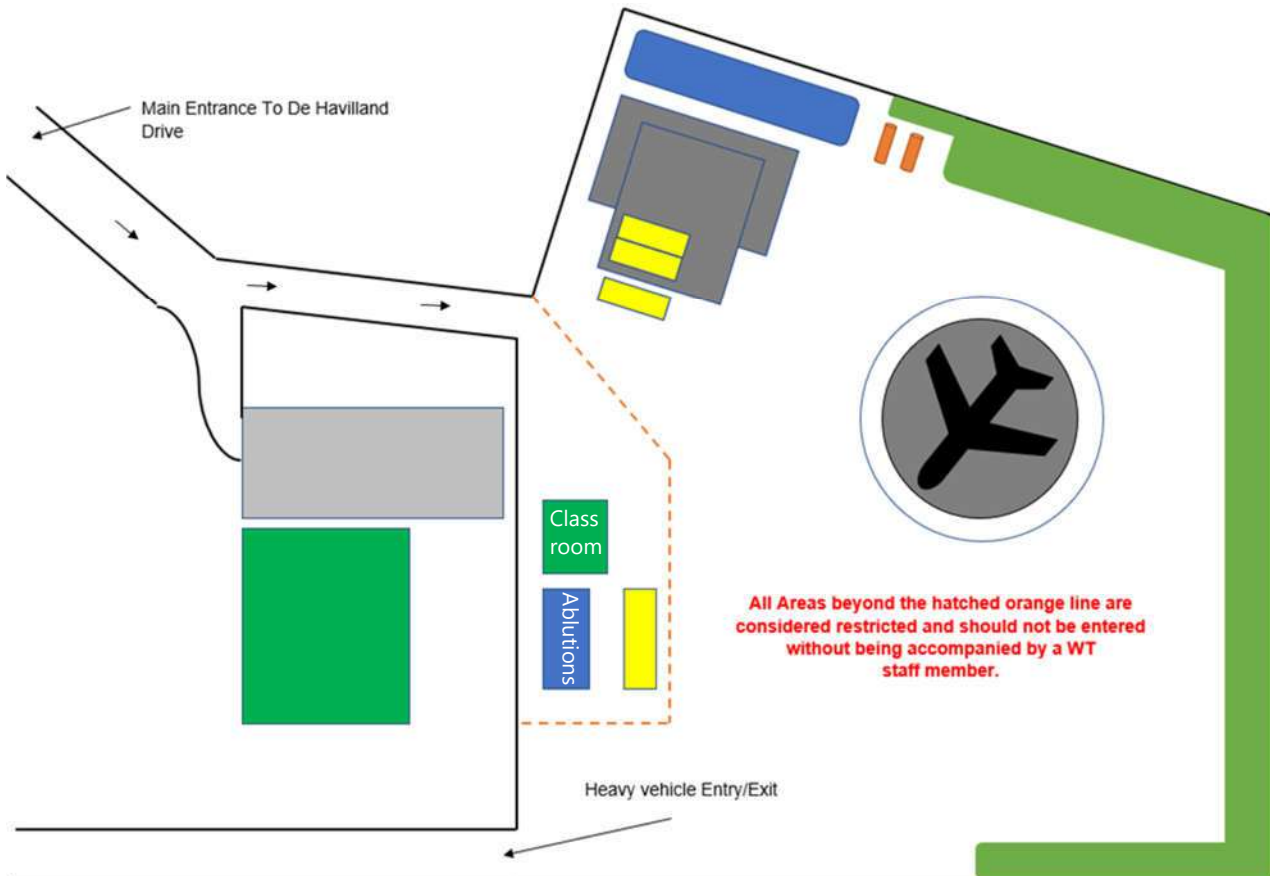 Main Entrance To De Havilland
Drive
Class
room
Ablutions
All Areas beyond the hatched orange line are
considered restricted and should not be entered
without being accompanied by a WT
staff member.
Heavy vehicle Entry/Exit